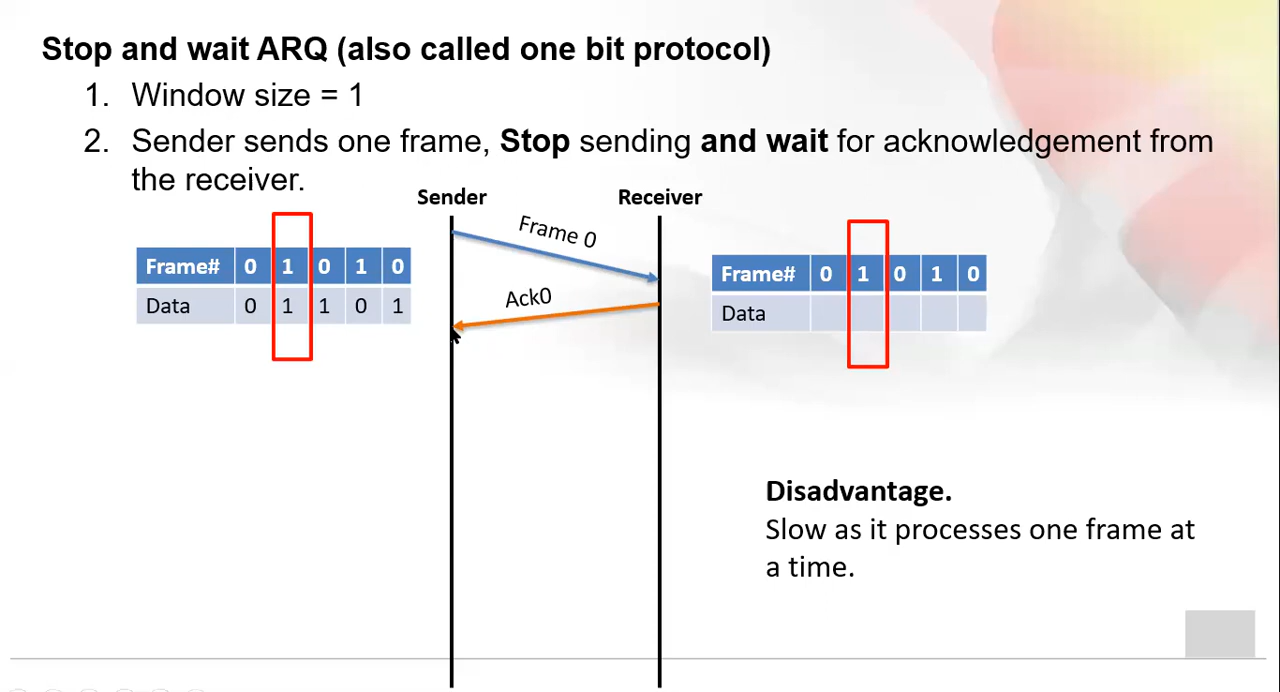 Stop and wait ARQ (also called one bit protocol)
1. Window size = 1
2. Sender sends one frame, Stop sending and wait for acknowledgement from
the receiver.
Sender Receiver
Frame 0
Frame# 0 1 0 1 0
Data 0 1 1 0 1
Ack0
Frame# 0 1 0 1 0
Data
Disadvantage.
Slow as it processes one frame at
a time.